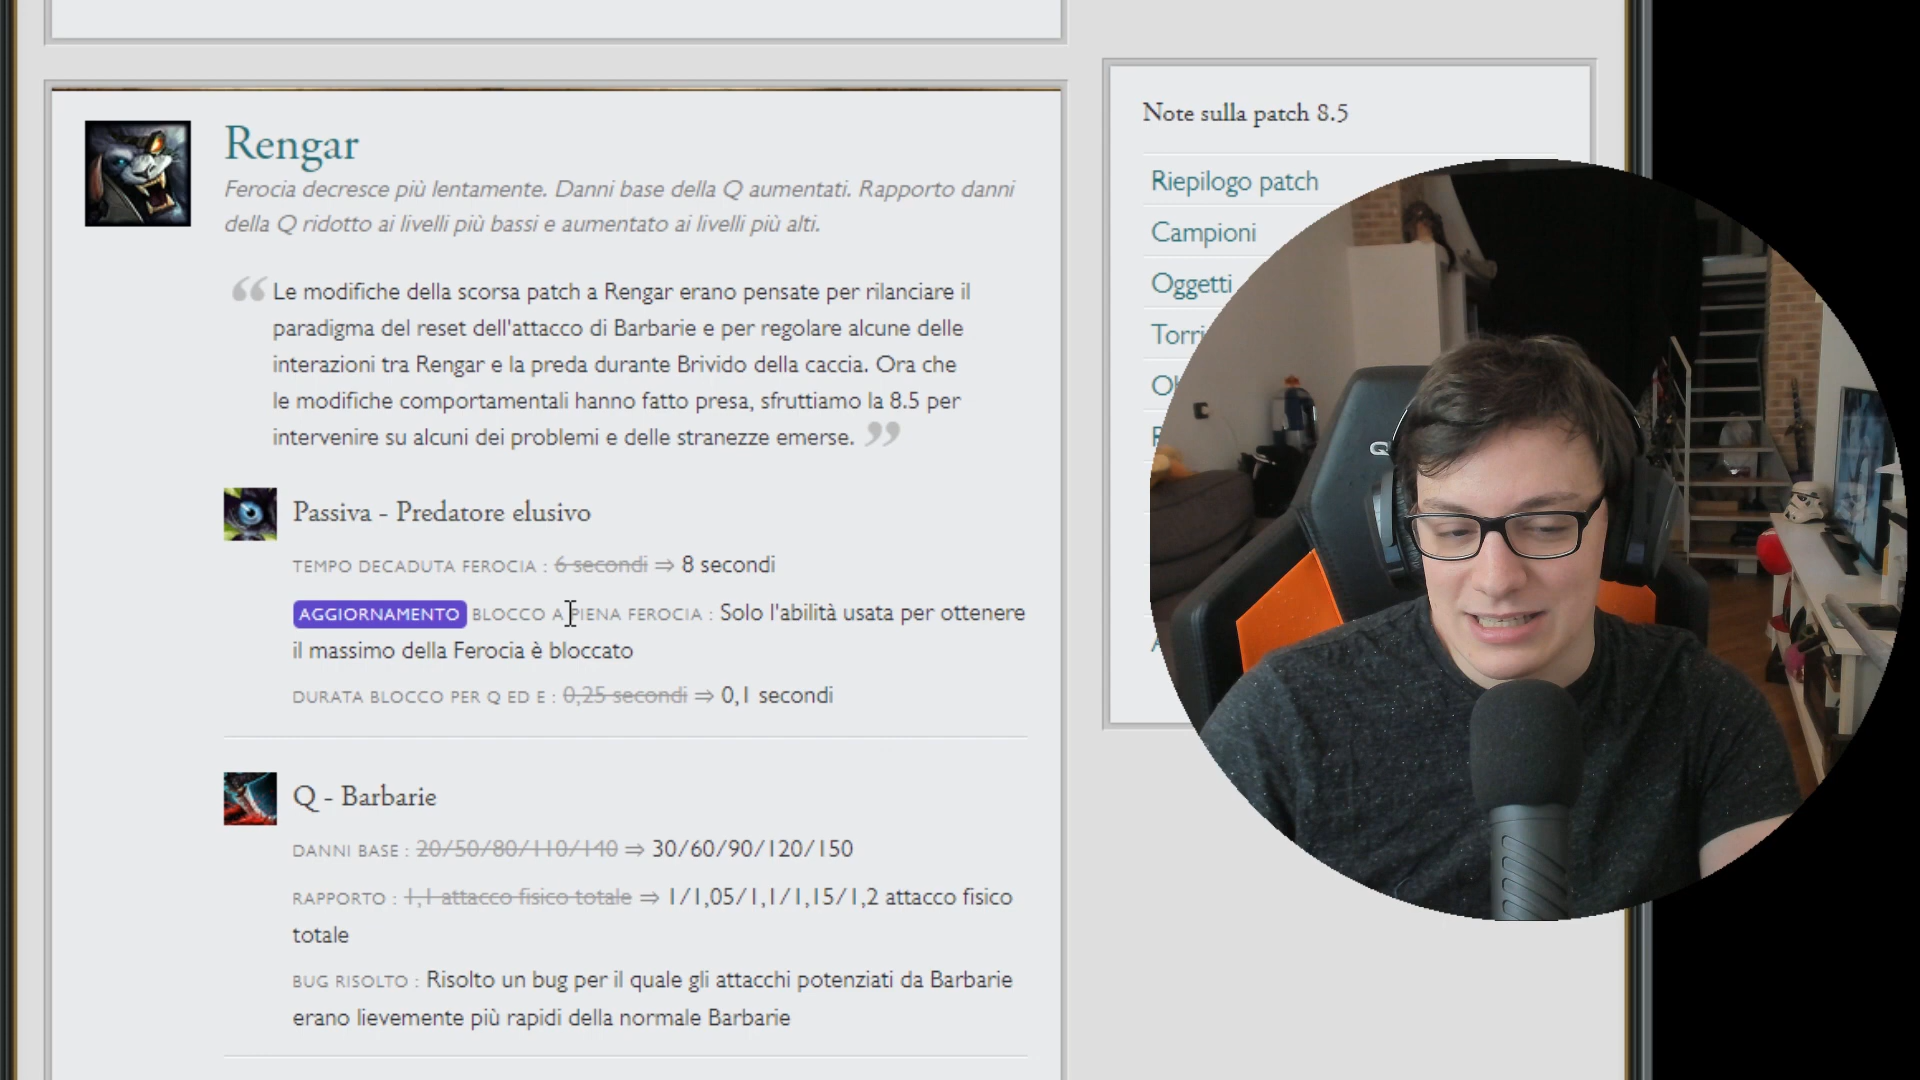 Rengar
Ferocia decresce più lentamente. Danni base della Q aumentati. Rapporto danni
della Q ridotto ai livelli più bassi e aumentato ai livelli più alti.
“Le modifiche della scorsa patch a Rengar erano pensate per rilanciare il
paradigma del reset dell'attacco di Barbarie e per regolare alcune delle
interazioni tra Rengar e la preda durante Brivido della caccia. Ora che
le modifiche comportamentali hanno fatto presa, sfruttiamo la 8.5 per
intervenire su alcuni dei problemi e delle stranezze emerse.”
Passiva - Predatore elusivo
TEMPO DECADUTA FEROCIA : 6 secondi ⇒ 8 secondi
AGGIORNAMENTO BLOCCO A PIENA FEROCIA : Solo l'abilità usata per ottenere
il massimo della Ferocia è bloccato
DURATA BLOCCO PER Q ED E : 0,25 secondi ⇒ 0,1 secondi
Q - Barbarie
DANNI BASE : 20/50/80/110/140 ⇒ 30/60/90/120/150
RAPPORTO : 1,1 attacco fisico totale ⇒ 1/1,05/1,1/1,15/1,2 attacco fisico
totale
BUG RISOLTO : Risolto un bug per il quale gli attacchi potenziati da Barbarie
erano lievemente più rapidi della normale Barbarie
Note sulla patch 8.5
Riepilogo patch
Campioni
Oggetti